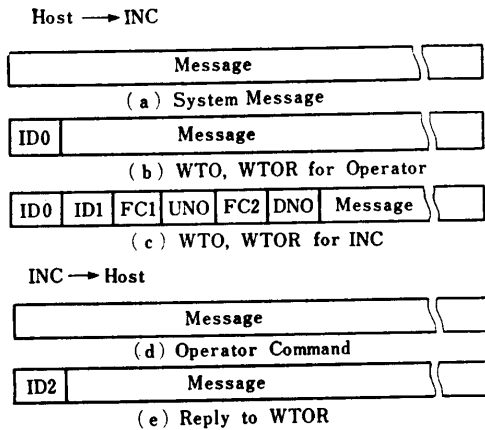 Host → INC
Message
(a) System Message
ID0 Message
(b) WTO, WTOR for Operator
ID0 ID1 FC1 UNO FC2 DNO Message
(c) WTO, WTOR for INC
INC → Host
Message
(d) Operator Command
ID2 Message
(e) Reply to WTOR